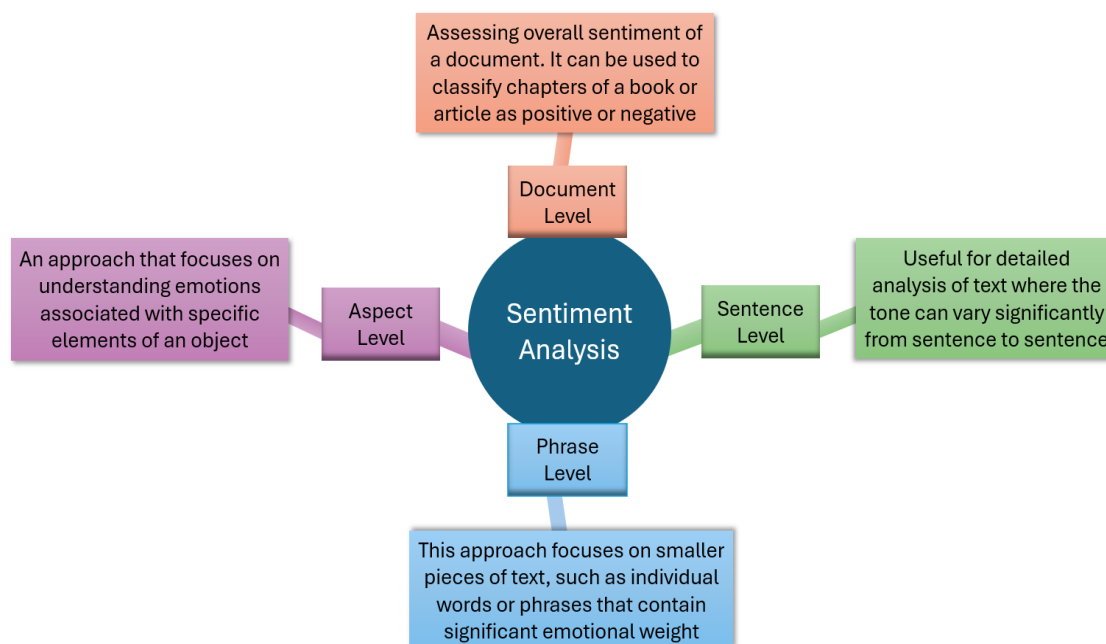 Assessing overall sentiment of
a document. It can be used to
classify chapters of a book or
article as positive or negative
Document
Level
An approach that focuses on
understanding emotions
associated with specific
elements of an object
Aspect
Level
Sentiment
Analysis
Sentence
Level
Useful for detailed
analysis of text where the
tone can vary significantly
from sentence to sentence
Phrase
Level
This approach focuses on smaller
pieces of text, such as individual
words or phrases that contain
significant emotional weight